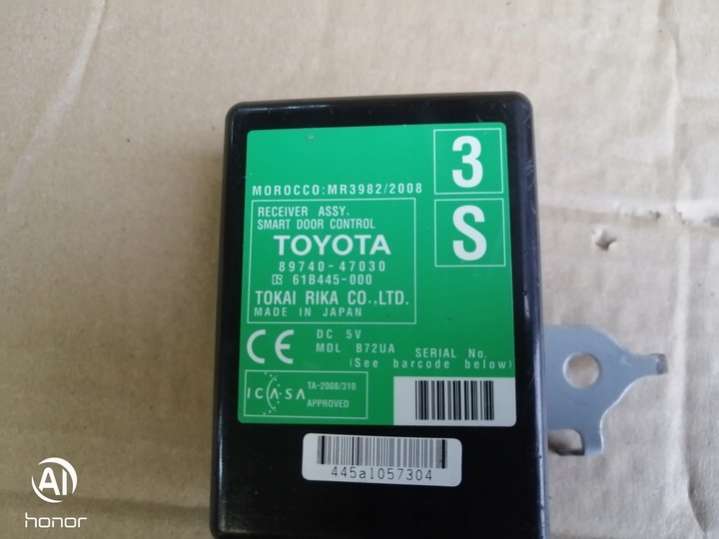 3
MOROCCO:MR3982/2008
RECEIVER ASSY.
SMART DOOR CONTROL
S
TOYOTA
89740-47030
61B445-000
TOKAI RIKA CO.,LTD.
MADE IN JAPAN
DC 5V
MDL B72UA SERIAL No.
(See barcode below)
CE
ICASA
TA-2008/310
APPROVED
445a1057304
AI
honor